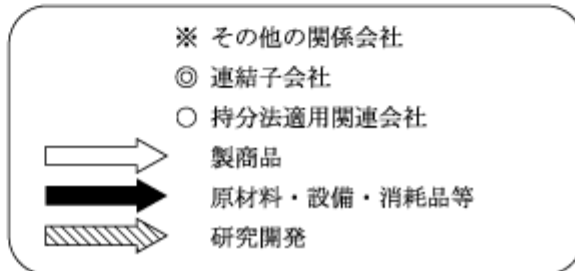 ※ その他の関係会社
◎ 連結子会社
○ 持分法適用関連会社
製商品
原材料・設備・消耗品等
研究開発